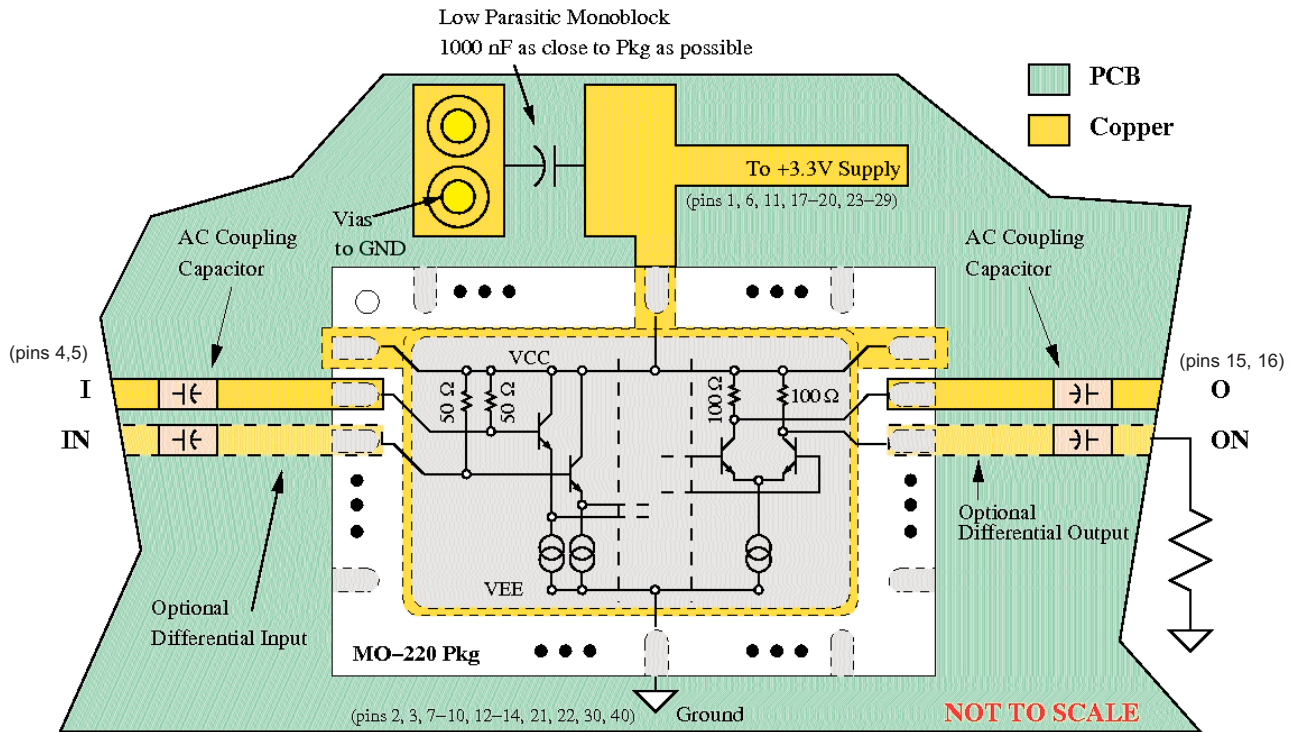 Low Parasitic Monoblock
1000 nF as close to Pkg as possible
PCB
Copper
To +3.3V Supply
(pins 1, 6, 11, 17–20, 23–29)
Vias
to GND
AC Coupling
Capacitor
AC Coupling
Capacitor
(pins 4,5)
(pins 15, 16)
VCC
I
50 Ω
50 Ω
100 Ω
100 Ω
O
IN
ON
Optional
Differential Output
VEE
Optional
Differential Input
MO–220 Pkg
(pins 2, 3, 7–10, 12–14, 21, 22, 30, 40)
Ground
NOT TO SCALE